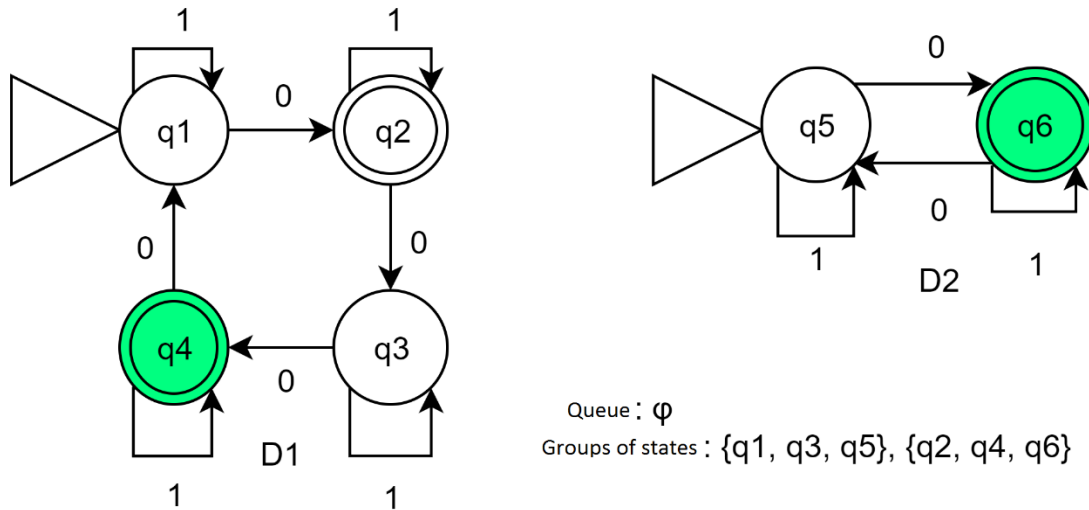 1
1
q1
0
q2
0
0
q4
0
q3
1
1
D1
0
q5
q6
0
1
1
D2
Queue : φ
Groups of states : {q1, q3, q5}, {q2, q4, q6}